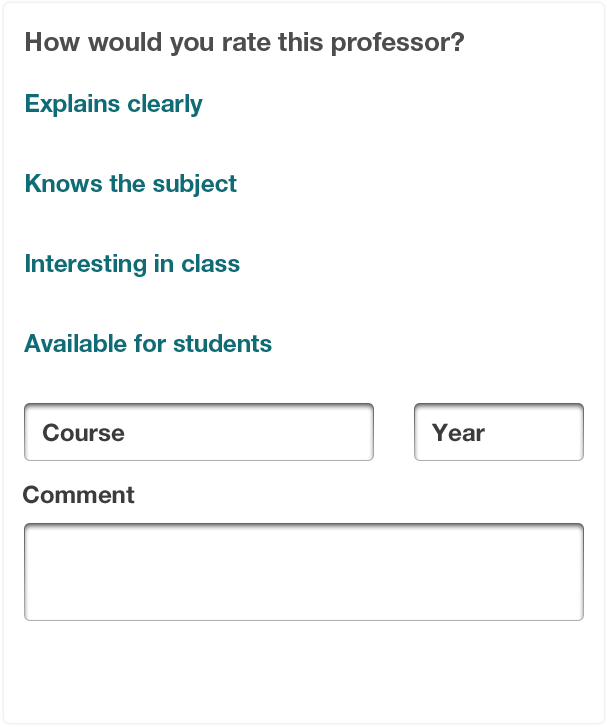 How would you rate this professor?
Explains clearly
Knows the subject
Interesting in class
Available for students
Course Year
Comment